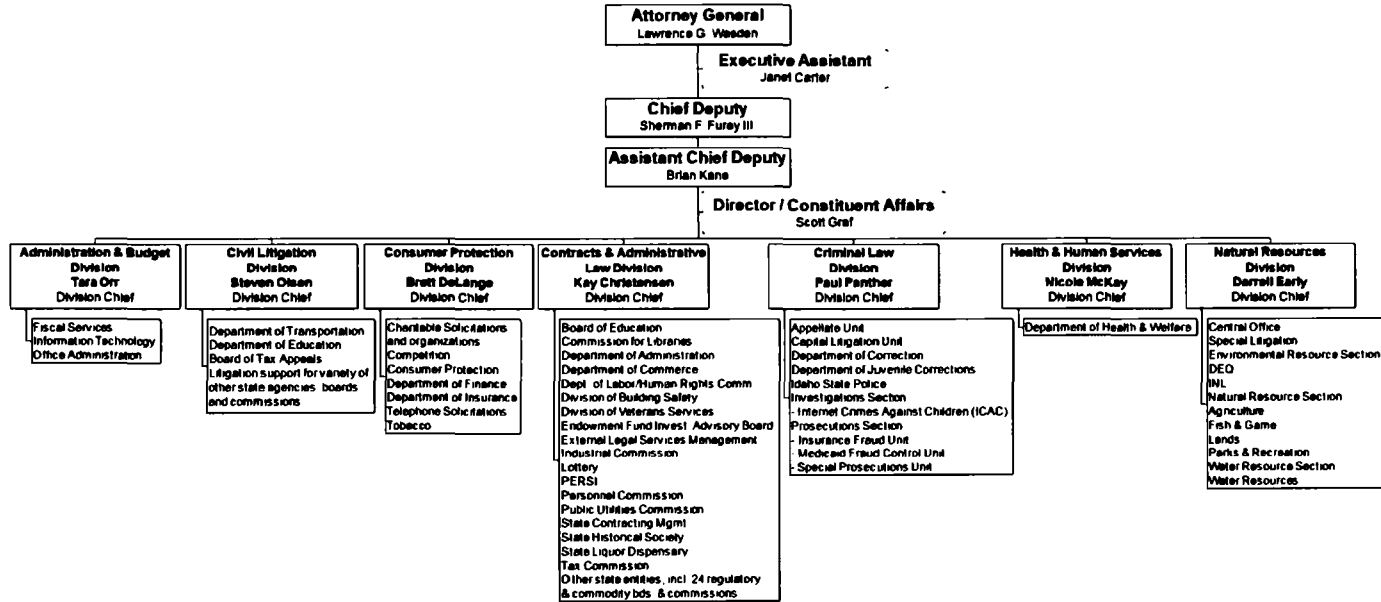 Attorney General
Lawrence G Wasden
Executive Assistant
Janet Carter
Chief Deputy
Sherman F Furey III
Assistant Chief Deputy
Brian Kane
Director / Constituent Affairs
Scott Graf
Administration & Budget
Division
Tara Orr
Division Chief
Fiscal Services
Information Technology
Office Administration
Civil Litigation
Division
Steven Olsen
Division Chief
Department of Transportation
Department of Education
Board of Tax Appeals
Litigation support for variety of
other state agencies boards
and commissions
Consumer Protection
Division
Brett DeLange
Division Chief
Charitable Solicitations
and organizations
Competition
Consumer Protection
Department of Finance
Department of Insurance
Telephone Solicitations
Tobacco
Contracts & Administrative
Law Division
Kay Christensen
Division Chief
Board of Education
Commission for Libraries
Department of Administration
Department of Commerce
Dept of Labor/Human Rights Comm
Division of Building Safety
Division of Veterans Services
Endowment Fund Invest Advisory Board
External Legal Services Management
Industrial Commission
Lottery
PERSI
Personnel Commission
Public Utilities Commission
State Contracting Mgmt
State Historical Society
State Liquor Dispensary
Tax Commission
Other state entities, incl 24 regulatory
& commodity bds & commissions
Criminal Law
Division
Paul Panther
Division Chief
Appellate Unit
Capital Litigation Unit
Department of Correction
Department of Juvenile Corrections
Idaho State Police
Investigations Section
- Internet Crimes Against Children (ICAC)
Prosecutions Section
- Insurance Fraud Unit
- Medicaid Fraud Control Unit
- Special Prosecutions Unit
Health & Human Services
Division
Nicole McKay
Division Chief
Department of Health & Welfare
Natural Resources
Division
Darrell Early
Division Chief
Central Office
Special Litigation
Environmental Resource Section
DEQ
INL
Natural Resource Section
Agriculture
Fish & Game
Lands
Parks & Recreation
Water Resource Section
Water Resources